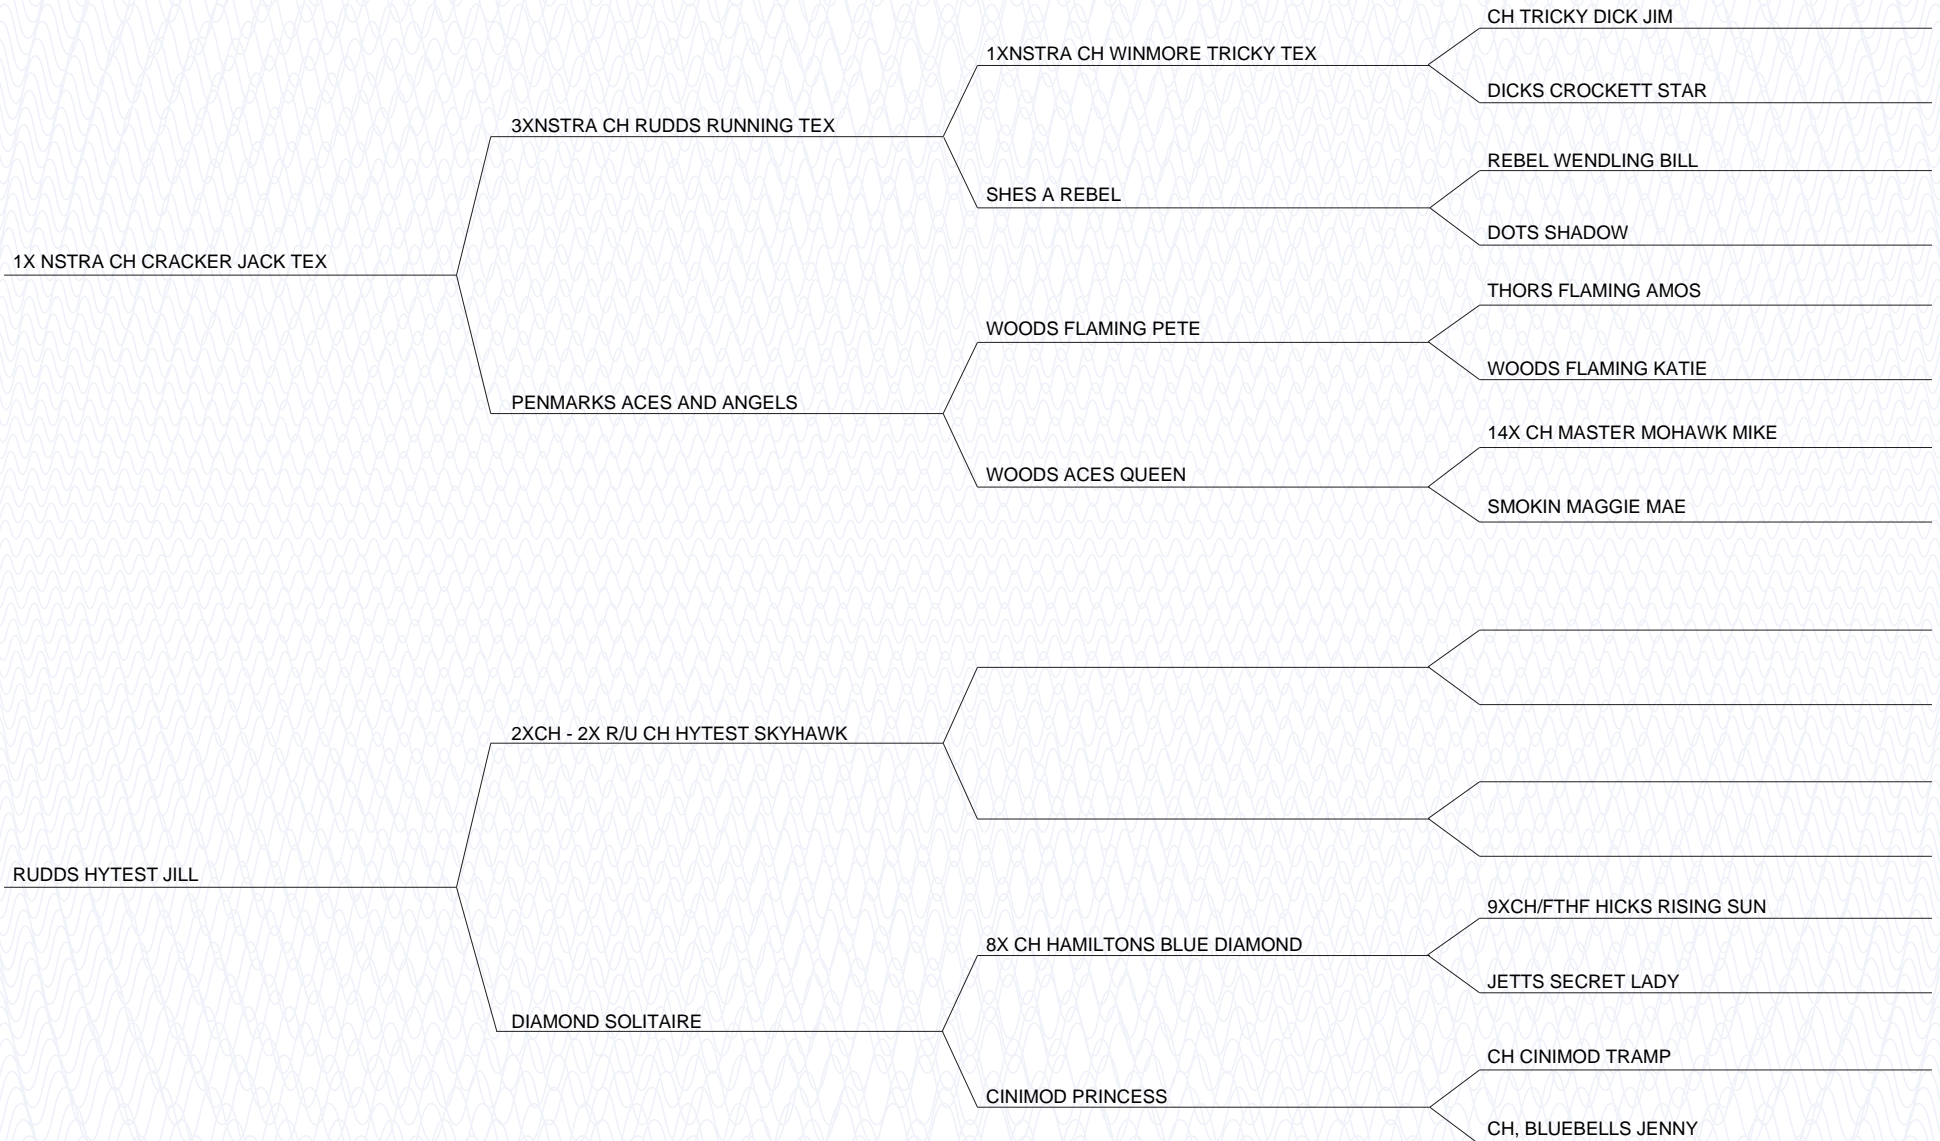 CH TRICKY DICK JIM
1XNSTRA CH WINMORE TRICKY TEX
DICKS CROCKETT STAR
3XNSTRA CH RUDDS RUNNING TEX
REBEL WENDLING BILL
SHES A REBEL
DOTS SHADOW
1X NSTRA CH CRACKER JACK TEX
THORS FLAMING AMOS
WOODS FLAMING PETE
WOODS FLAMING KATIE
PENMARKS ACES AND ANGELS
14X CH MASTER MOHAWK MIKE
WOODS ACES QUEEN
SMOKIN MAGGIE MAE
2XCH - 2X R/U CH HYTEST SKYHAWK
RUDDS HYTEST JILL
9XCH/FTHF HICKS RISING SUN
8X CH HAMILTONS BLUE DIAMOND
JETTS SECRET LADY
DIAMOND SOLITAIRE
CH CINIMOD TRAMP
CINIMOD PRINCESS
CH, BLUEBELLS JENNY